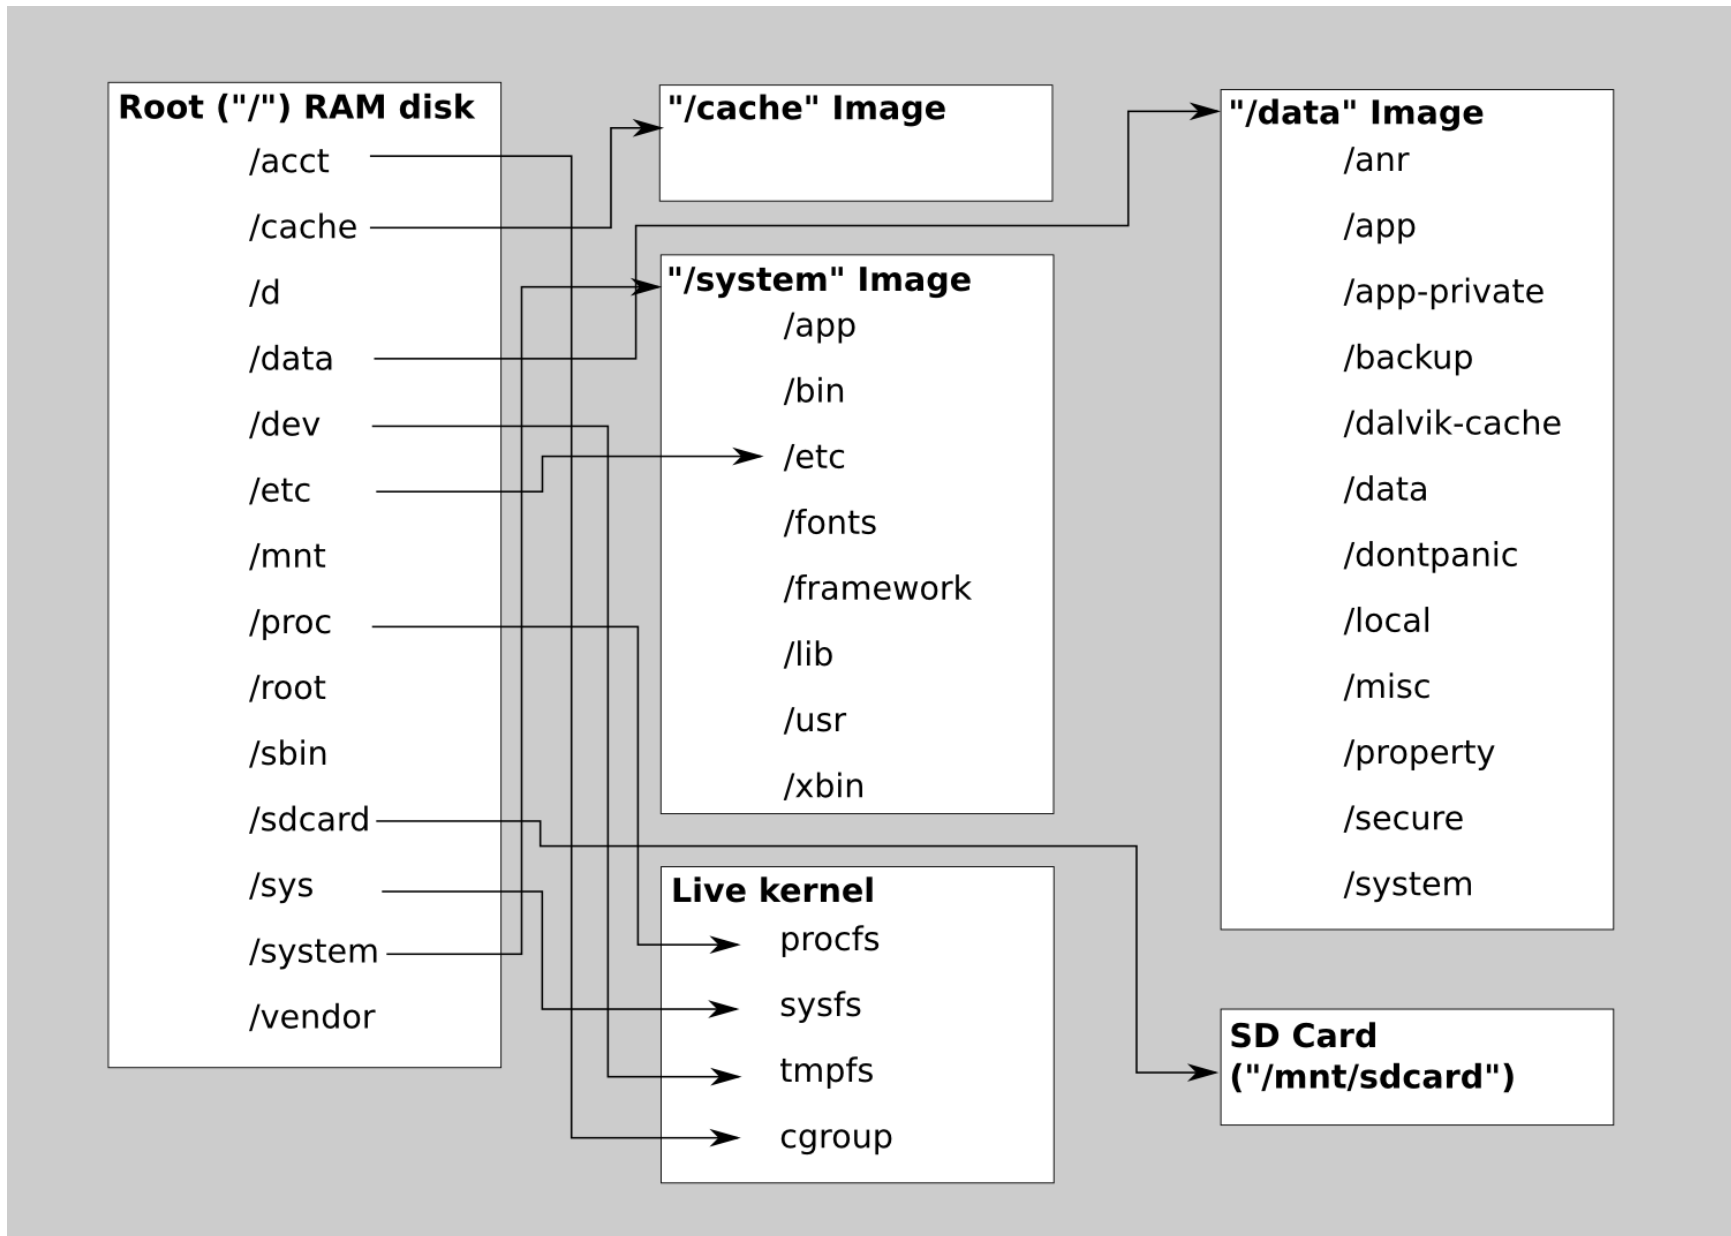 Root ("/") RAM disk
/acct
/cache
/d
/data
/dev
/etc
/mnt
/proc
/root
/sbin
/sdcard
/sys
/system
/vendor
"/cache" Image
"/system" Image
/app
/bin
/etc
/fonts
/framework
/lib
/usr
/xbin
Live kernel
procfs
sysfs
tmpfs
cgroup
"/data" Image
/anr
/app
/app-private
/backup
/dalvik-cache
/data
/dontpanic
/local
/misc
/property
/secure
/system
SD Card
("/mnt/sdcard")